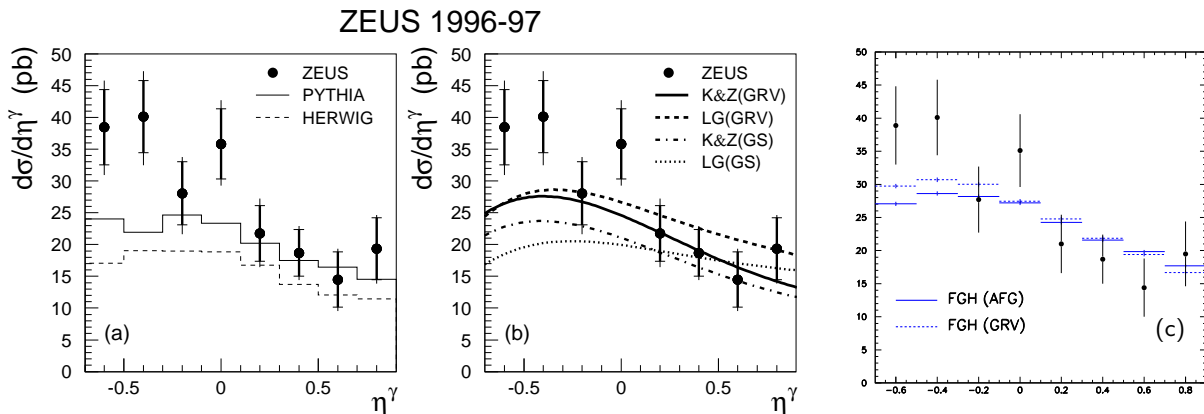 ZEUS 1996-97
dσ/dηγ (pb)
50
45
40
35
30
25
20
15
10
5
0
-0.5
0
0.5
ηγ
ZEUS
PYTHIA
HERWIG
(a)
dσ/dηγ (pb)
50
45
40
35
30
25
20
15
10
5
0
-0.5
0
0.5
ηγ
ZEUS
K&Z(GRV)
LG(GRV)
K&Z(GS)
LG(GS)
(b)
50
45
40
35
30
25
20
15
10
5
0
-0.6
-0.4
-0.2
0
0.2
0.4
0.6
0.8
FGH (AFG)
FGH (GRV)
(c)